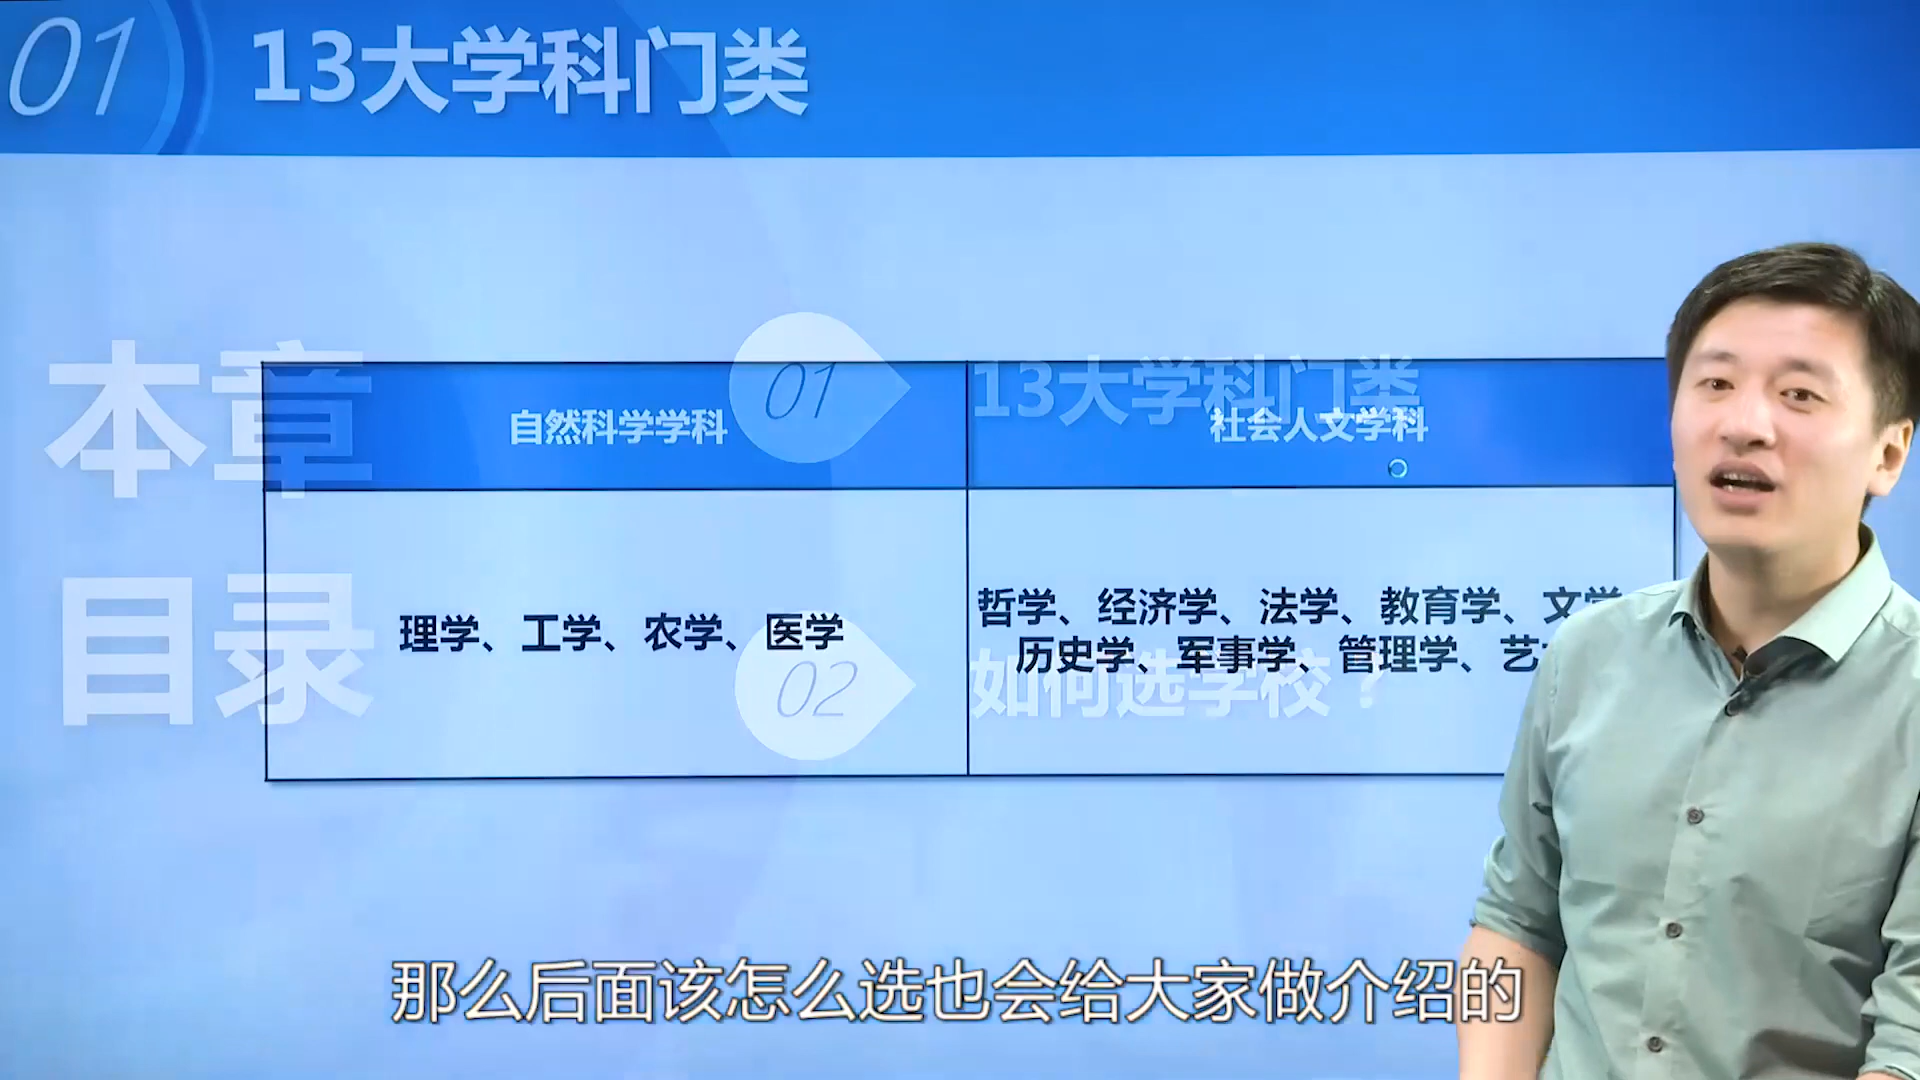 01
13大学科门类
本章
目录
01
13大学科门类
02
如何选学校？
自然科学学科
社会人文学科
理学、工学、农学、医学
哲学、经济学、法学、教育学、文学
历史学、军事学、管理学、艺
那么后面该怎么选也会给大家做介绍的